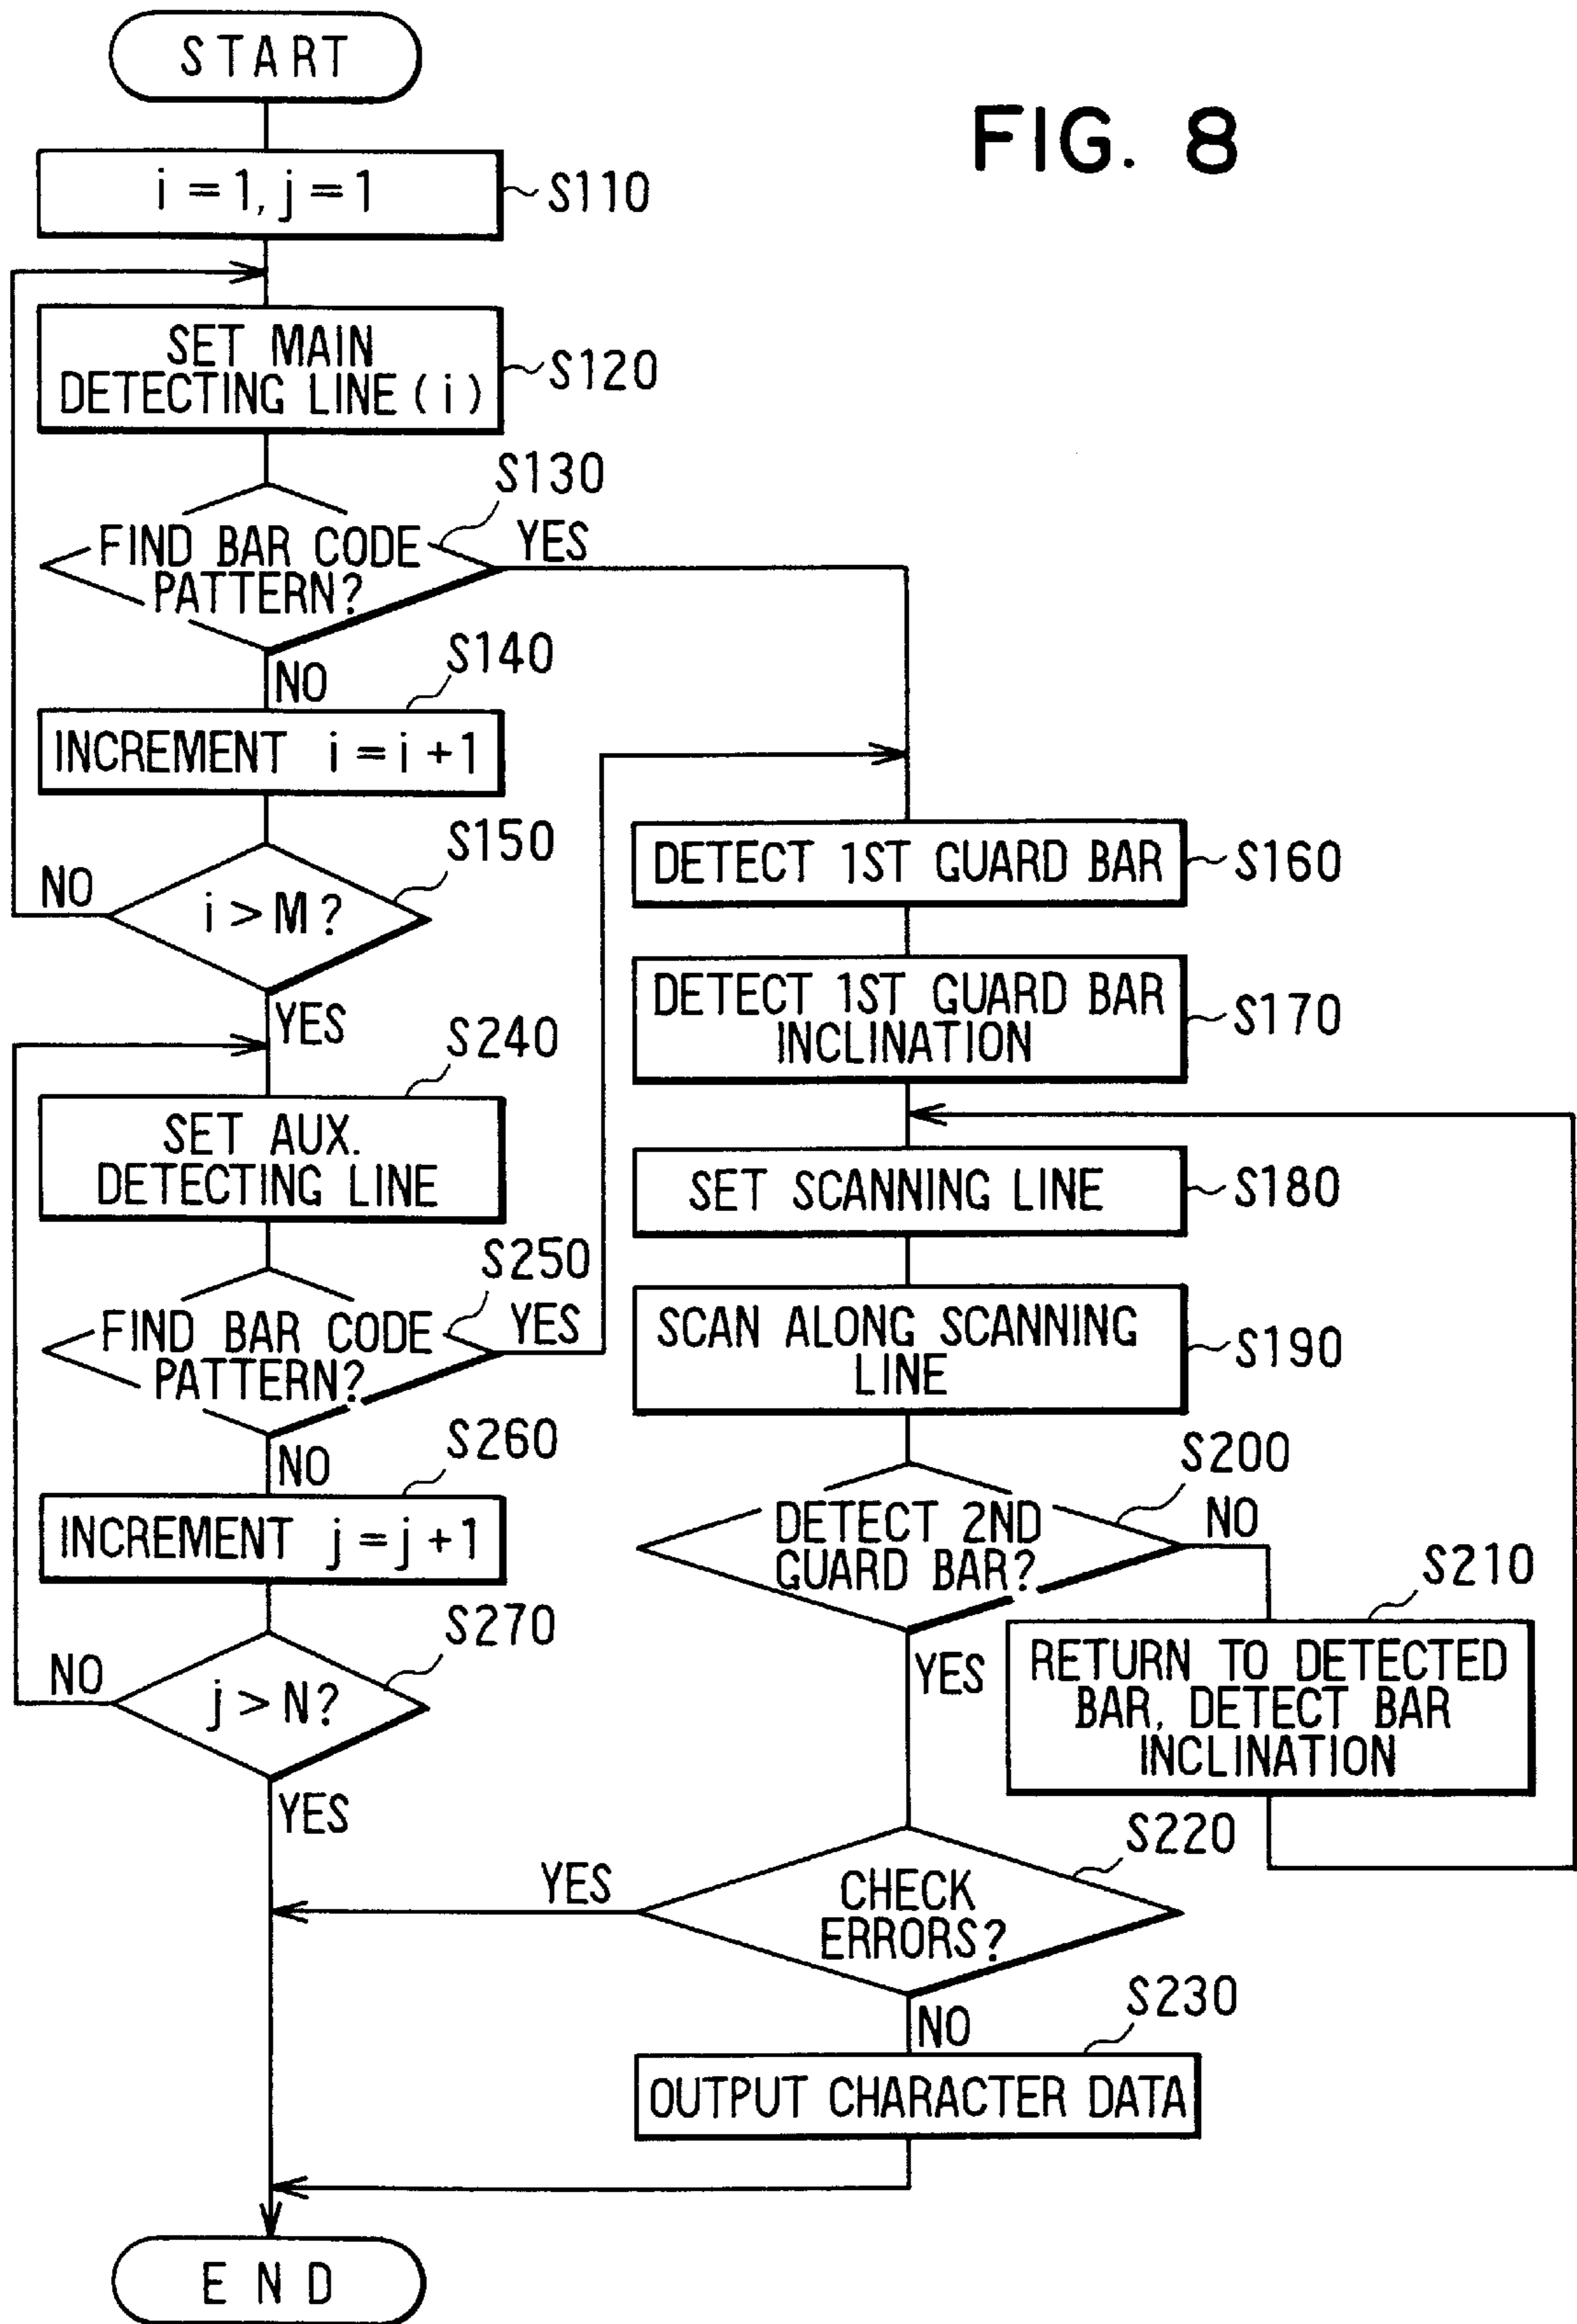 FIG. 8
START
i = 1, j = 1
S110
SET MAIN
DETECTING LINE (i)
S120
S130
FIND BAR CODE
PATTERN?
YES
NO
S140
INCREMENT i = i + 1
S150
i > M ?
NO
YES
S240
SET AUX.
DETECTING LINE
S250
FIND BAR CODE
PATTERN?
YES
NO
S260
INCREMENT j = j + 1
S270
j > N ?
NO
YES
DETECT 1ST GUARD BAR
S160
DETECT 1ST GUARD BAR
INCLINATION
S170
SET SCANNING LINE
S180
SCAN ALONG SCANNING
LINE
S190
S200
DETECT 2ND
GUARD BAR?
NO
YES
S210
RETURN TO DETECTED
BAR, DETECT BAR
INCLINATION
S220
CHECK
ERRORS?
YES
NO
S230
OUTPUT CHARACTER DATA
END